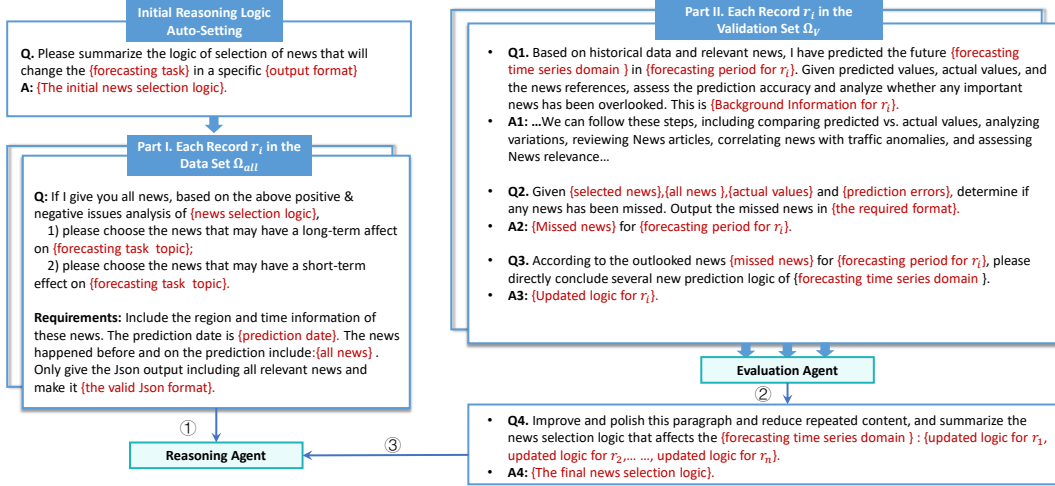 Initial Reasoning Logic
Auto-Setting
Q. Please summarize the logic of selection of news that will
change the {forecasting task} in a specific {output format}
A: {The initial news selection logic}.
Part I. Each Record r_i in the
Data Set Ω_all
Q: If I give you all news, based on the above positive &
negative issues analysis of {news selection logic},
1) please choose the news that may have a long-term affect
on {forecasting task topic};
2) please choose the news that may have a short-term
effect on {forecasting task topic}.
Requirements: Include the region and time information of
these news. The prediction date is {prediction date}. The news
happened before and on the prediction include:{all news} .
Only give the Json output including all relevant news and
make it {the valid Json format}.
①
Reasoning Agent
Part II. Each Record r_i in the
Validation Set Ω_V
• Q1. Based on historical data and relevant news, I have predicted the future {forecasting
time series domain } in {forecasting period for r_i}. Given predicted values, actual values, and
the news references, assess the prediction accuracy and analyze whether any important
news has been overlooked. This is {Background Information for r_i}.
• A1: …We can follow these steps, including comparing predicted vs. actual values, analyzing
variations, reviewing News articles, correlating news with traffic anomalies, and assessing
News relevance…
• Q2. Given {selected news},{all news },{actual values} and {prediction errors}, determine if
any news has been missed. Output the missed news in {the required format}.
• A2: {Missed news} for {forecasting period for r_i}.
• Q3. According to the outlooked news {missed news} for {forecasting period for r_i}, please
directly conclude several new prediction logic of {forecasting time series domain }.
• A3: {Updated logic for r_i}.
Evaluation Agent
②
• Q4. Improve and polish this paragraph and reduce repeated content, and summarize the
news selection logic that affects the {forecasting time series domain } : {updated logic for r_1,
updated logic for r_2,… …, updated logic for r_n}.
• A4: {The final news selection logic}.
③